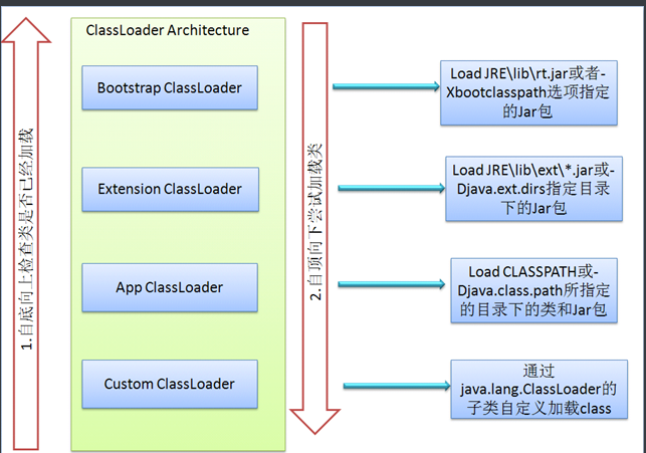 ClassLoader Architecture
1.自底向上检查类是否已经加载
Bootstrap ClassLoader
Extension ClassLoader
App ClassLoader
Custom ClassLoader
2.自顶向下尝试加载类
Load JRE\lib\rt.jar或者-
Xbootclasspath选项指定
的Jar包
Load JRE\lib\ext\*.jar或-
Djava.ext.dirs指定目录
下的Jar包
Load CLASSPATH或-
Djava.class.path所指定
的目录下的类和Jar包
通过
java.lang.ClassLoader的
子类自定义加载class